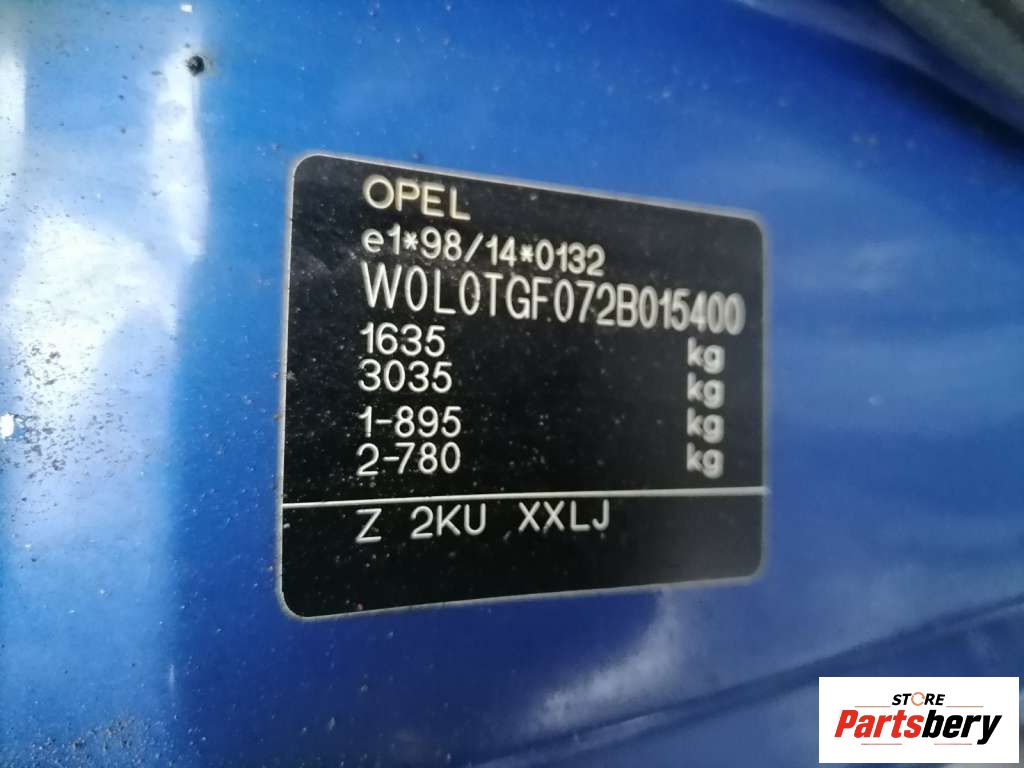 OPEL
e1*98/14*0132
W0L0TGF072B015400
1635 kg
3035 kg
1-895 kg
2-780 kg
Z 2KU XXLJ
STORE
Partsbery